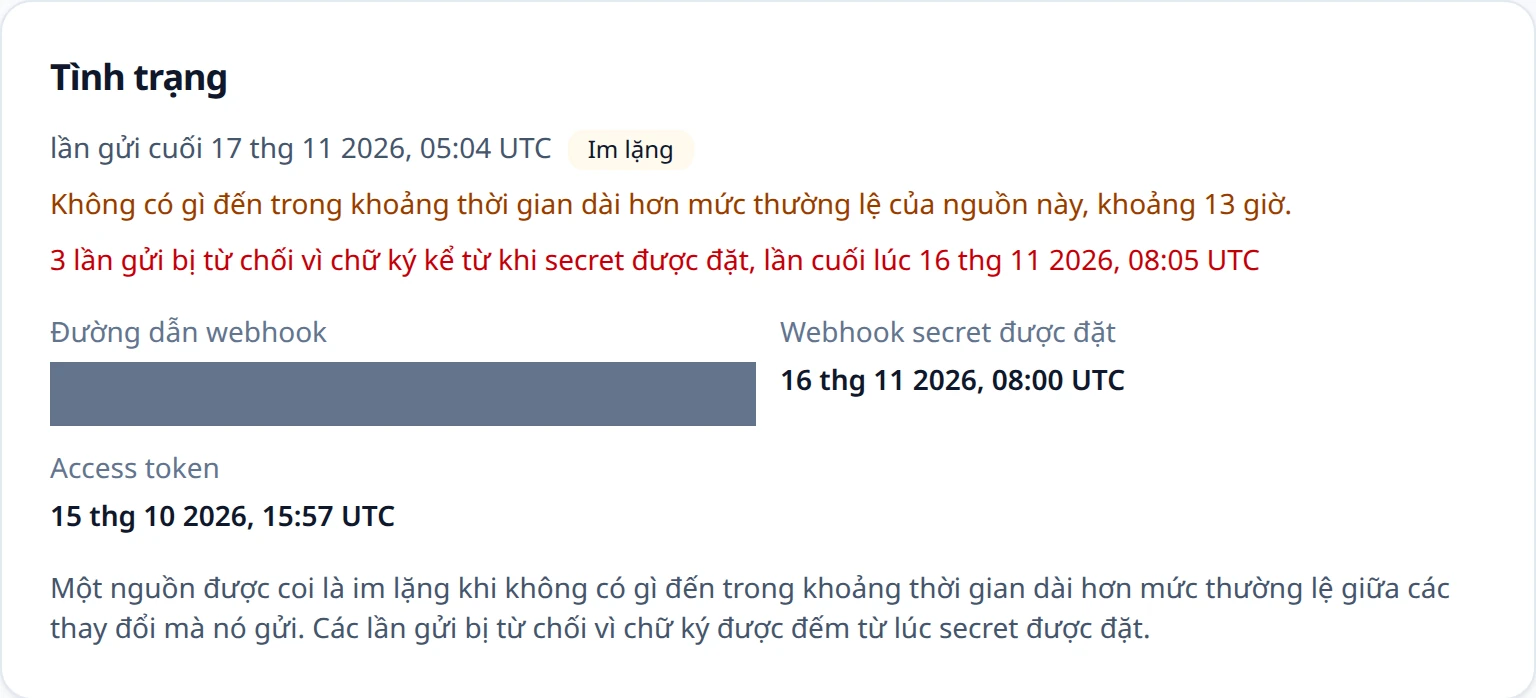 Tình trạng
lần gửi cuối 17 thg 11 2026, 05:04 UTC Im lặng
Không có gì đến trong khoảng thời gian dài hơn mức thường lệ của nguồn này, khoảng 13 giờ.
3 lần gửi bị từ chối vì chữ ký kể từ khi secret được đặt, lần cuối lúc 16 thg 11 2026, 08:05 UTC
Đường dẫn webhook
Webhook secret được đặt
16 thg 11 2026, 08:00 UTC
Access token
15 thg 10 2026, 15:57 UTC
Một nguồn được coi là im lặng khi không có gì đến trong khoảng thời gian dài hơn mức thường lệ giữa các
thay đổi mà nó gửi. Các lần gửi bị từ chối vì chữ ký được đếm từ lúc secret được đặt.